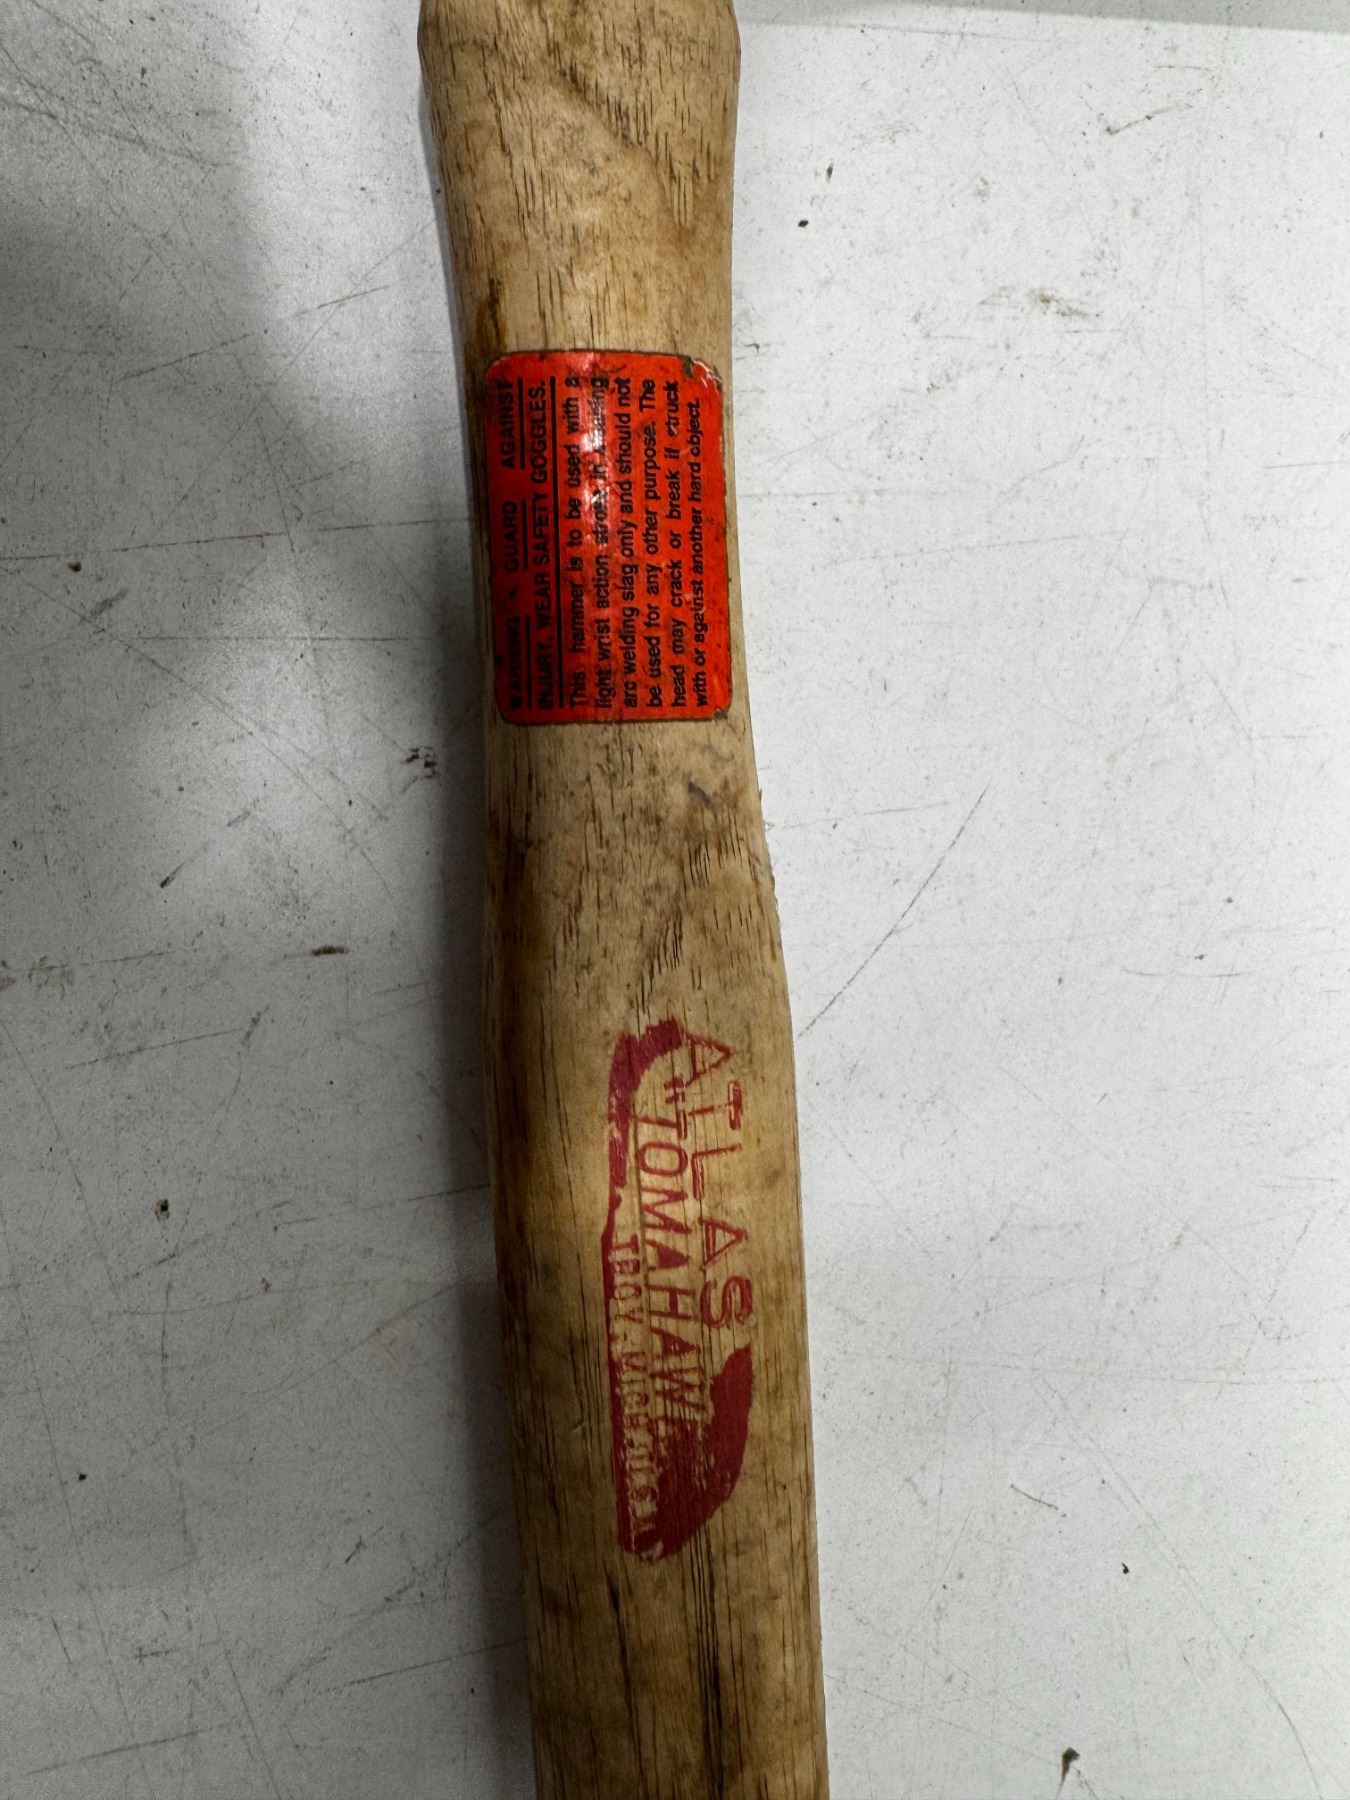 WARNING • GUARD AGAINST
INJURY. WEAR SAFETY GOGGLES.
This hammer is to be used with a
light wrist action stroke in
arc welding slag only and should not
be used for any other purpose. The
head may crack or break if struck
with or against another hard object.
ATLAS
"TOMAHAWK
TROY, MICH. U.S.A.